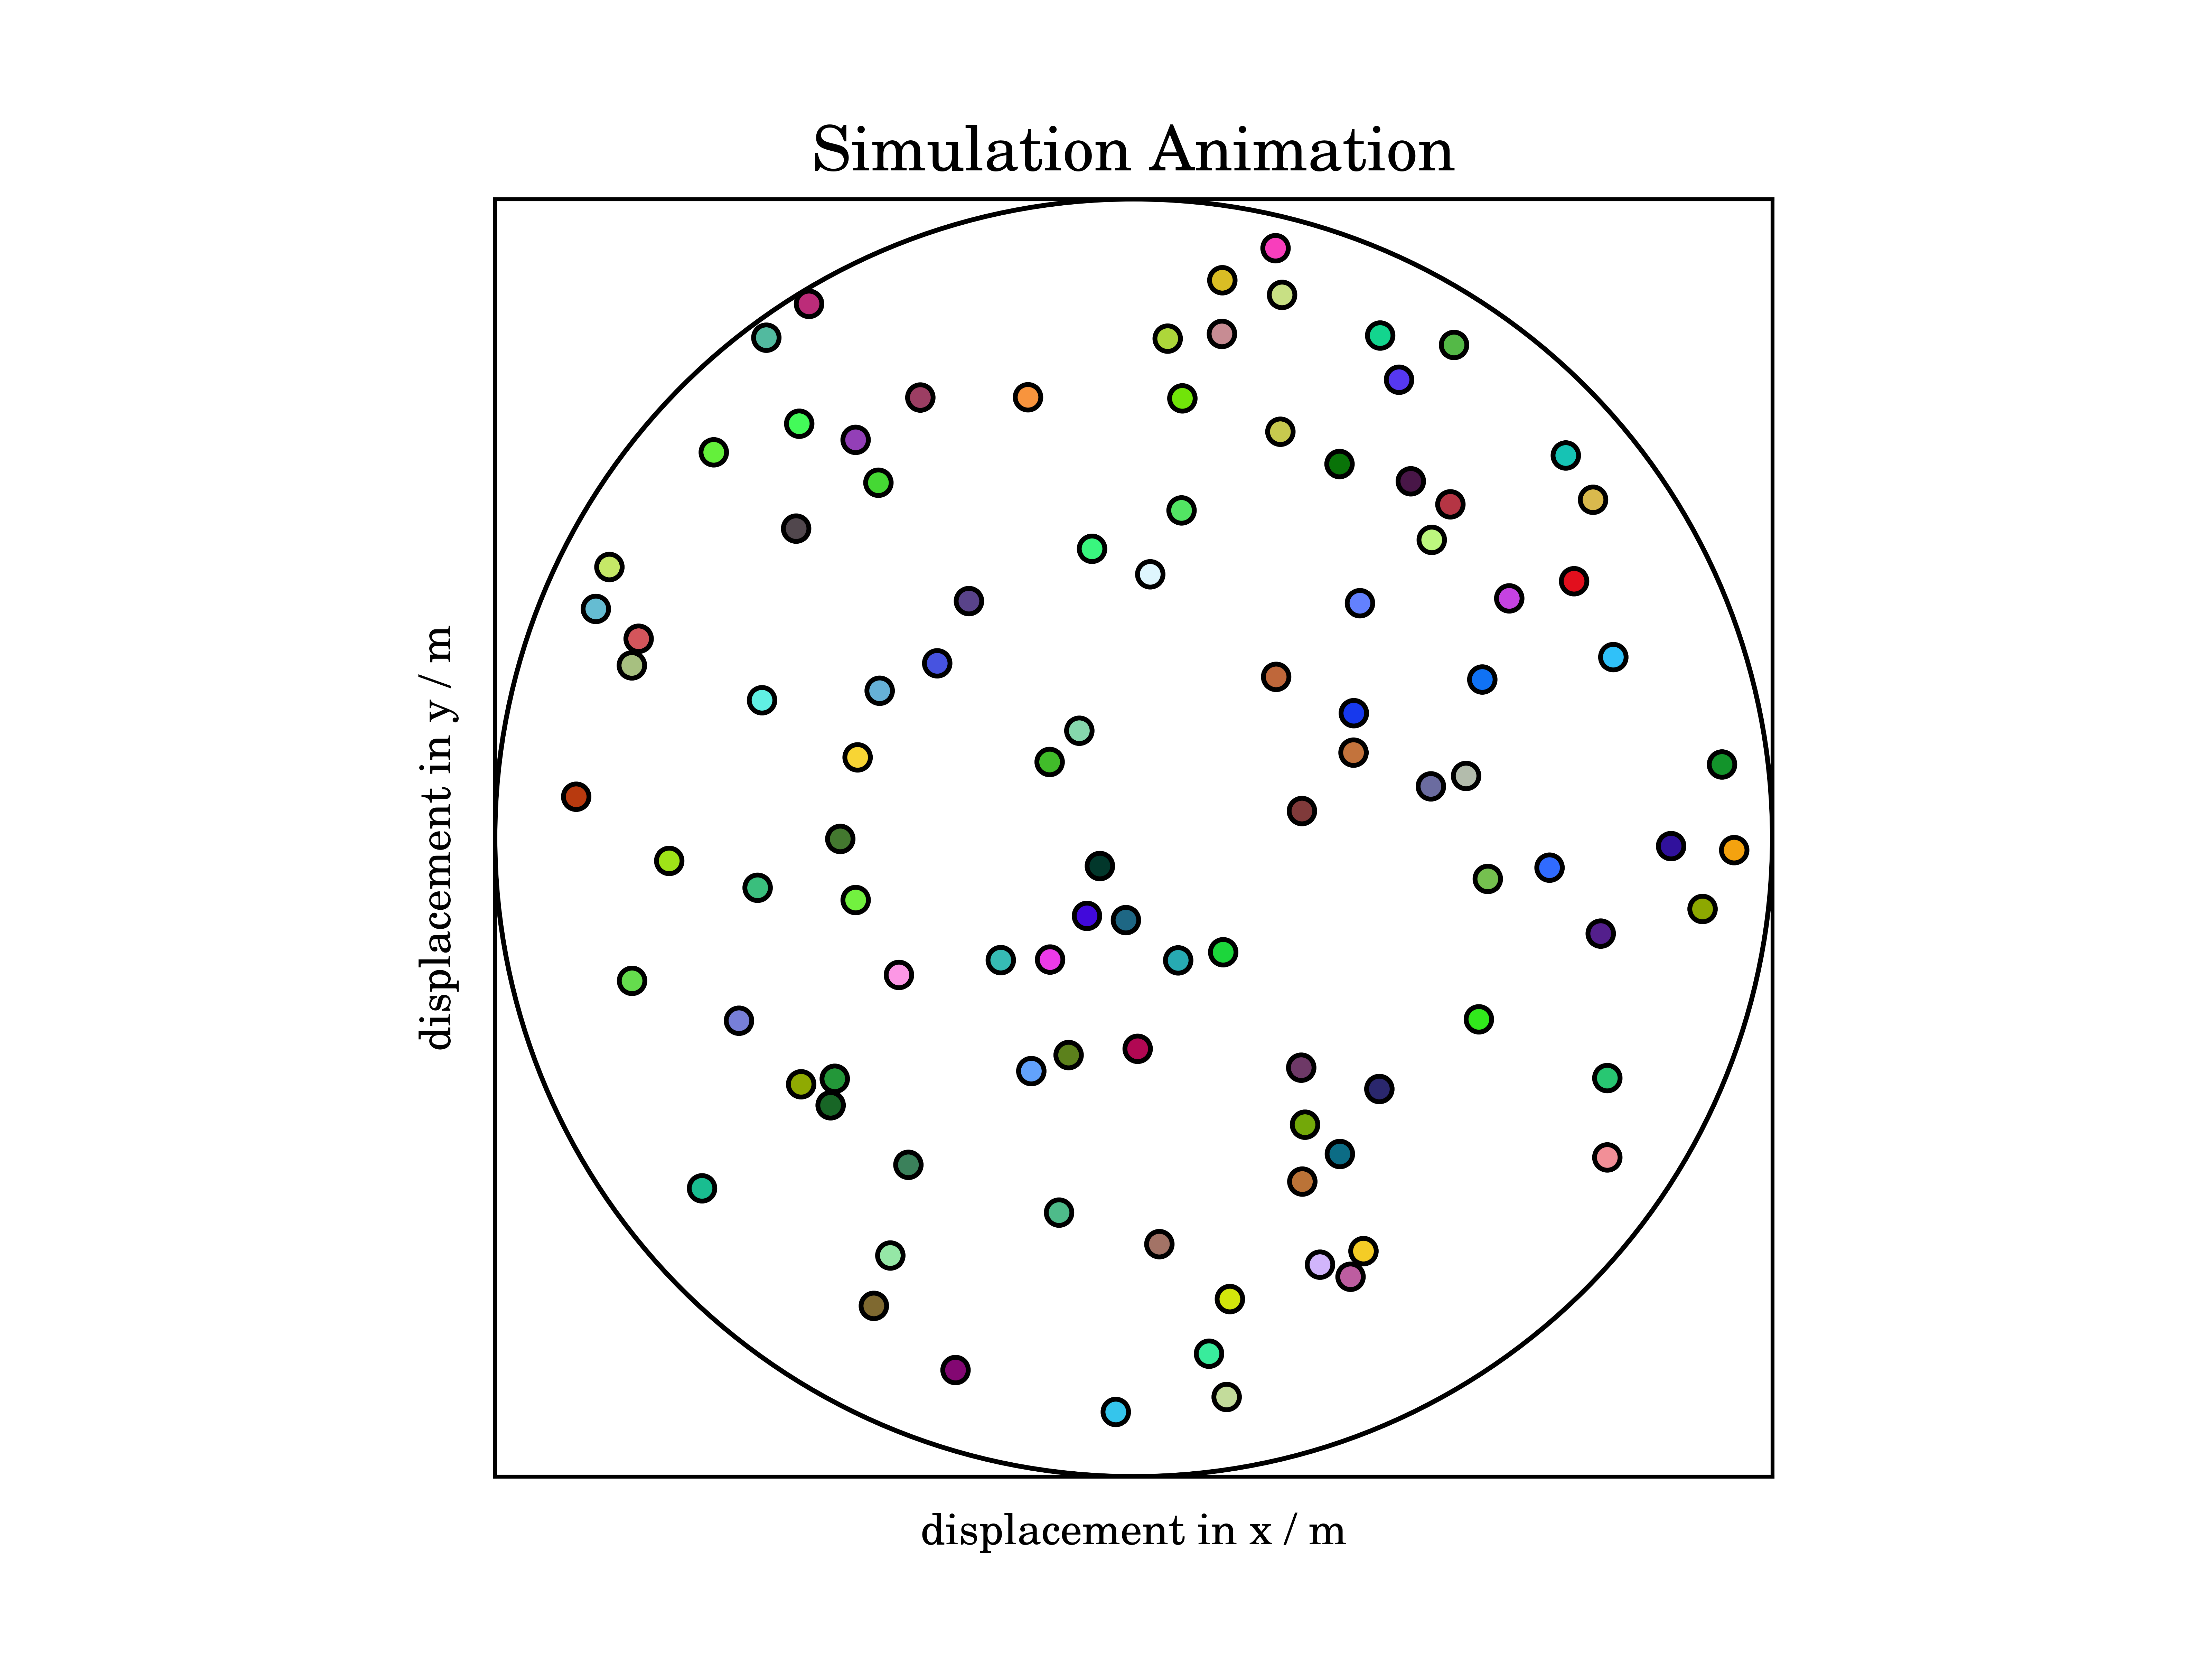 Simulation Animation
displacement in y / m
displacement in x / m